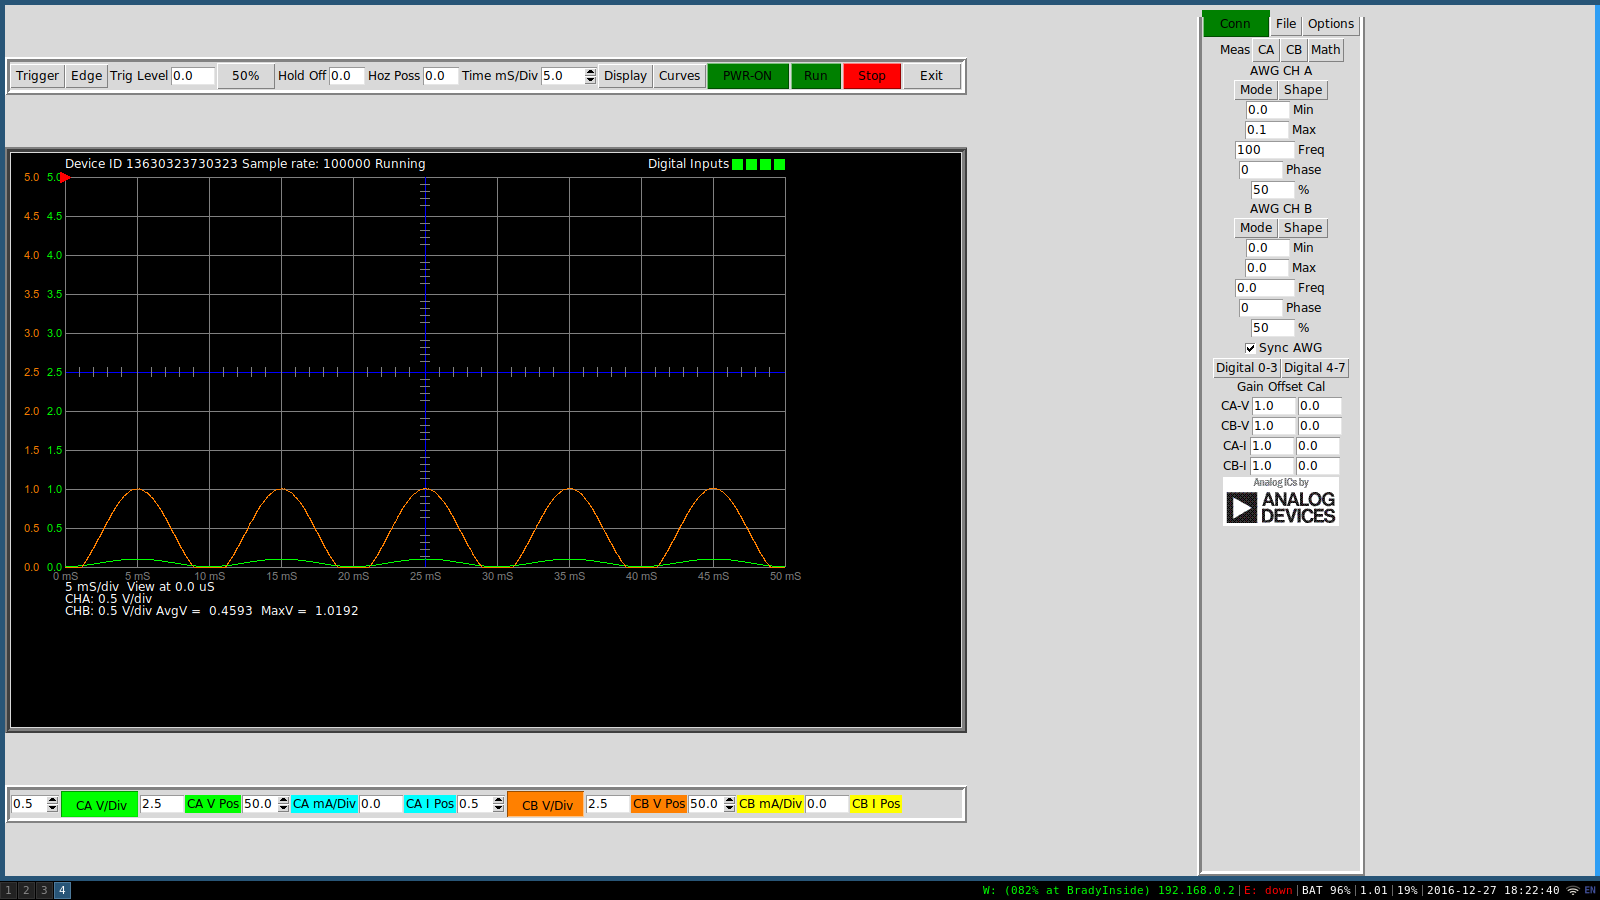 Conn File Options
Meas CA CB Math
Trigger Edge Trig Level 0.0 50% Hold Off 0.0 Hoz Poss 0.0 Time mS/Div 5.0 Display Curves PWR-ON Run Stop Exit
Device ID 13630323730323 Sample rate: 100000 Running
Digital Inputs
5.0 5.0
4.5 4.5
4.0 4.0
3.5 3.5
3.0 3.0
2.5 2.5
2.0 2.0
1.5 1.5
1.0 1.0
0.5 0.5
0.0 0.0
0 mS 5 mS 10 mS 15 mS 20 mS 25 mS 30 mS 35 mS 40 mS 45 mS 50 mS
5 mS/div View at 0.0 uS
CHA: 0.5 V/div
CHB: 0.5 V/div AvgV = 0.4593 MaxV = 1.0192
0.5 CA V/Div 2.5 CA V Pos 50.0 CA mA/Div 0.0 CA I Pos 0.5 CB V/Div 2.5 CB V Pos 50.0 CB mA/Div 0.0 CB I Pos
AWG CH A
Mode Shape
0.0 Min
0.1 Max
100 Freq
0 Phase
50 %
AWG CH B
Mode Shape
0.0 Min
0.0 Max
0.0 Freq
0 Phase
50 %
Sync AWG
Digital 0-3 Digital 4-7
Gain Offset Cal
CA-V 1.0 0.0
CB-V 1.0 0.0
CA-I 1.0 0.0
CB-I 1.0 0.0
Analog ICs by
ANALOG
DEVICES
1 2 3 4
W: (082% at BradyInside) 192.168.0.2|E: down|BAT 96%|1.01|19%|2016-12-27 18:22:40 EN